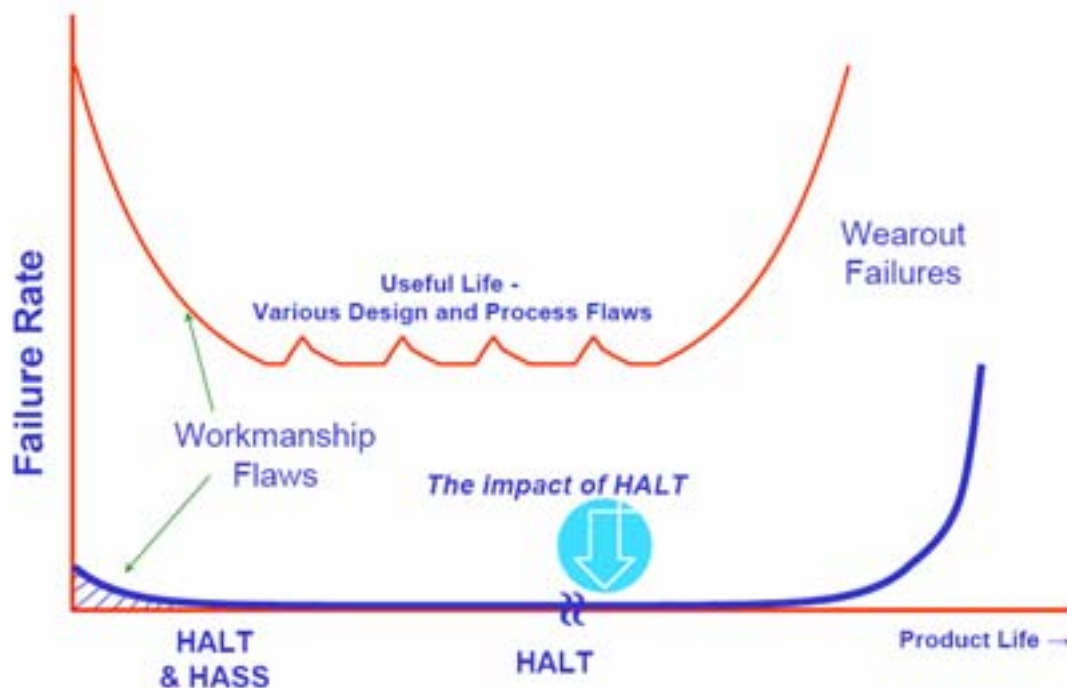 Failure Rate
Useful Life -
Various Design and Process Flaws
Wearout
Failures
Workmanship
Flaws
The impact of HALT
HALT
& HASS
HALT
Product Life →